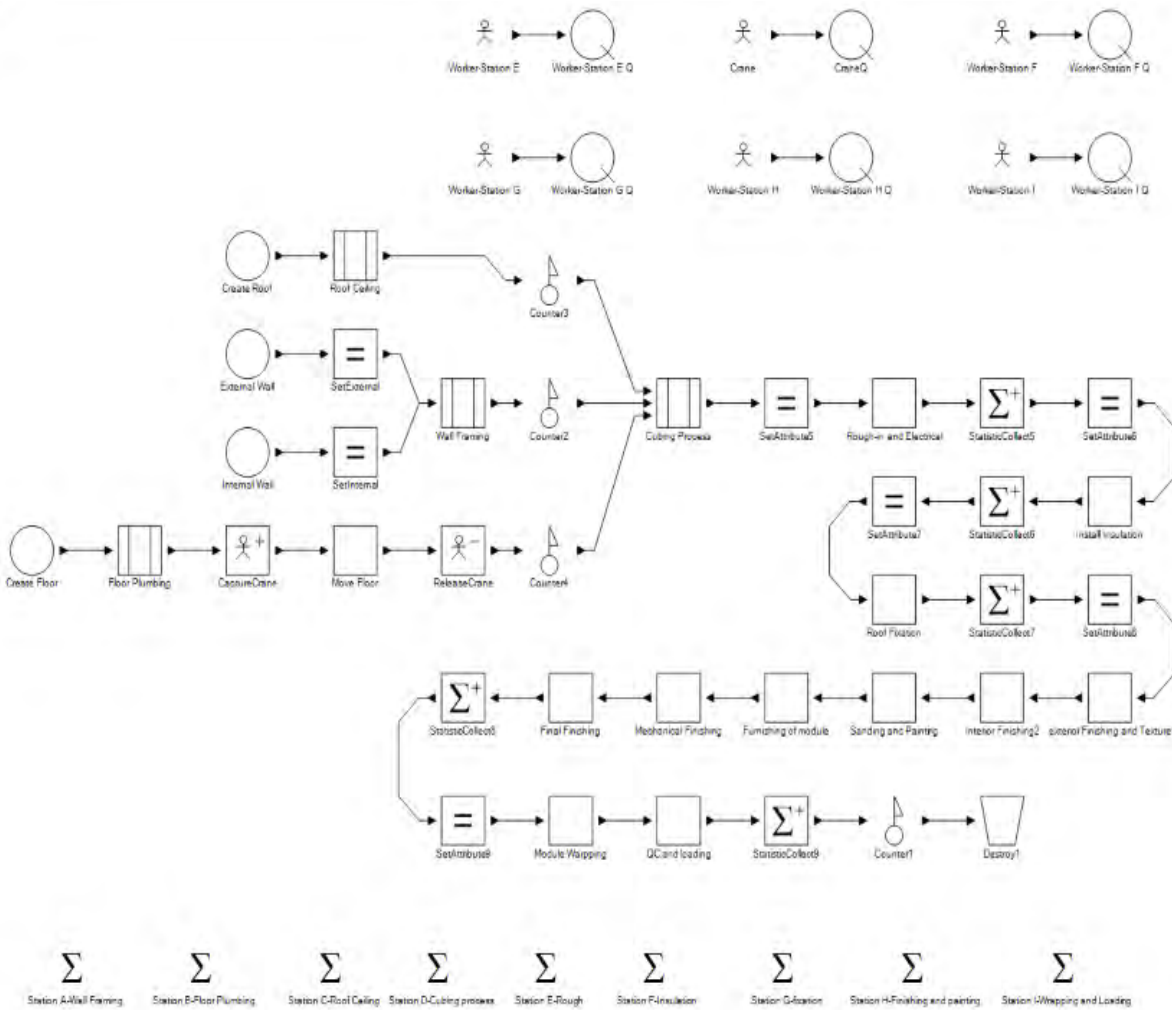 Worker-Station E Worker-Station E Q Crane CraneQ Worker-Station F Worker-Station F Q
Worker-Station G Worker-Station G Q Worker-Station H Worker-Station H Q Worker-Station I Worker-Station I Q
Create Roof Roof Ceiling
Counter3
External Wall SetExternal
Wall Framing Counter2 Cubing Process SetAttribute5 Rough-in and Electrical StatisticCollect5 SetAttribute6
Internal Wall SetInternal
SetAttribute7 StatisticCollect6 Install Insulation
Create Floor Floor Plumbing CaptureCrane Move Floor ReleaseCrane Counter4
Roof Fixation StatisticCollect7 SetAttribute8
StatisticCollect8 Final Finishing Mechanical Finishing Furnishing of module Sanding and Painting Interior Finishing2 exterior Finishing and Texture
SetAttribute9 Module Warpping QC and loading StatisticCollect9 Counter1 Destroy1
Station A-Wall Framing Station B-Floor Plumbing Station C-Roof Ceiling Station D-Cubing process Station E-Rough Station F-Insulation Station G-fixation Station H-Finishing and painting Station I-Wrapping and Loading